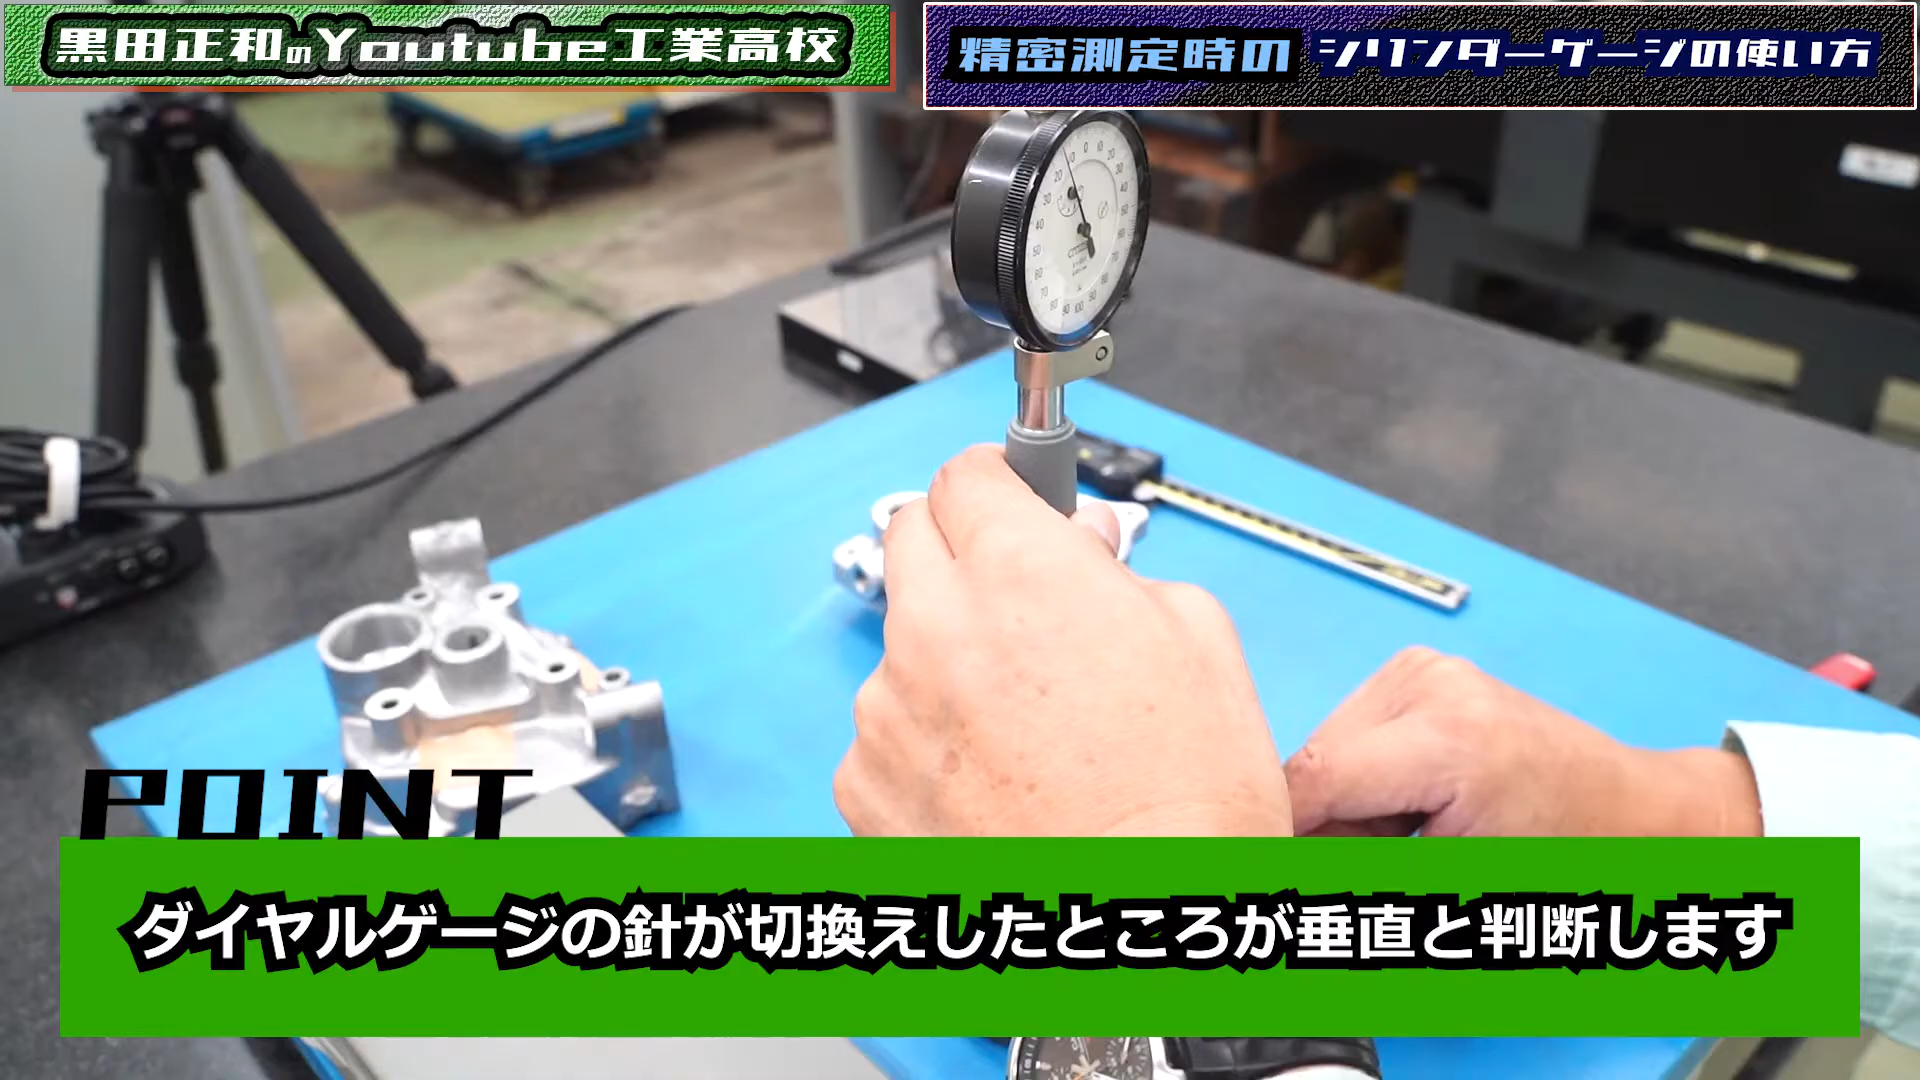 黒田正和のYoutube工業高校
精密測定時の シリンダーゲージの使い方
POINT
ダイヤルゲージの針が切換えしたところが垂直と判断します